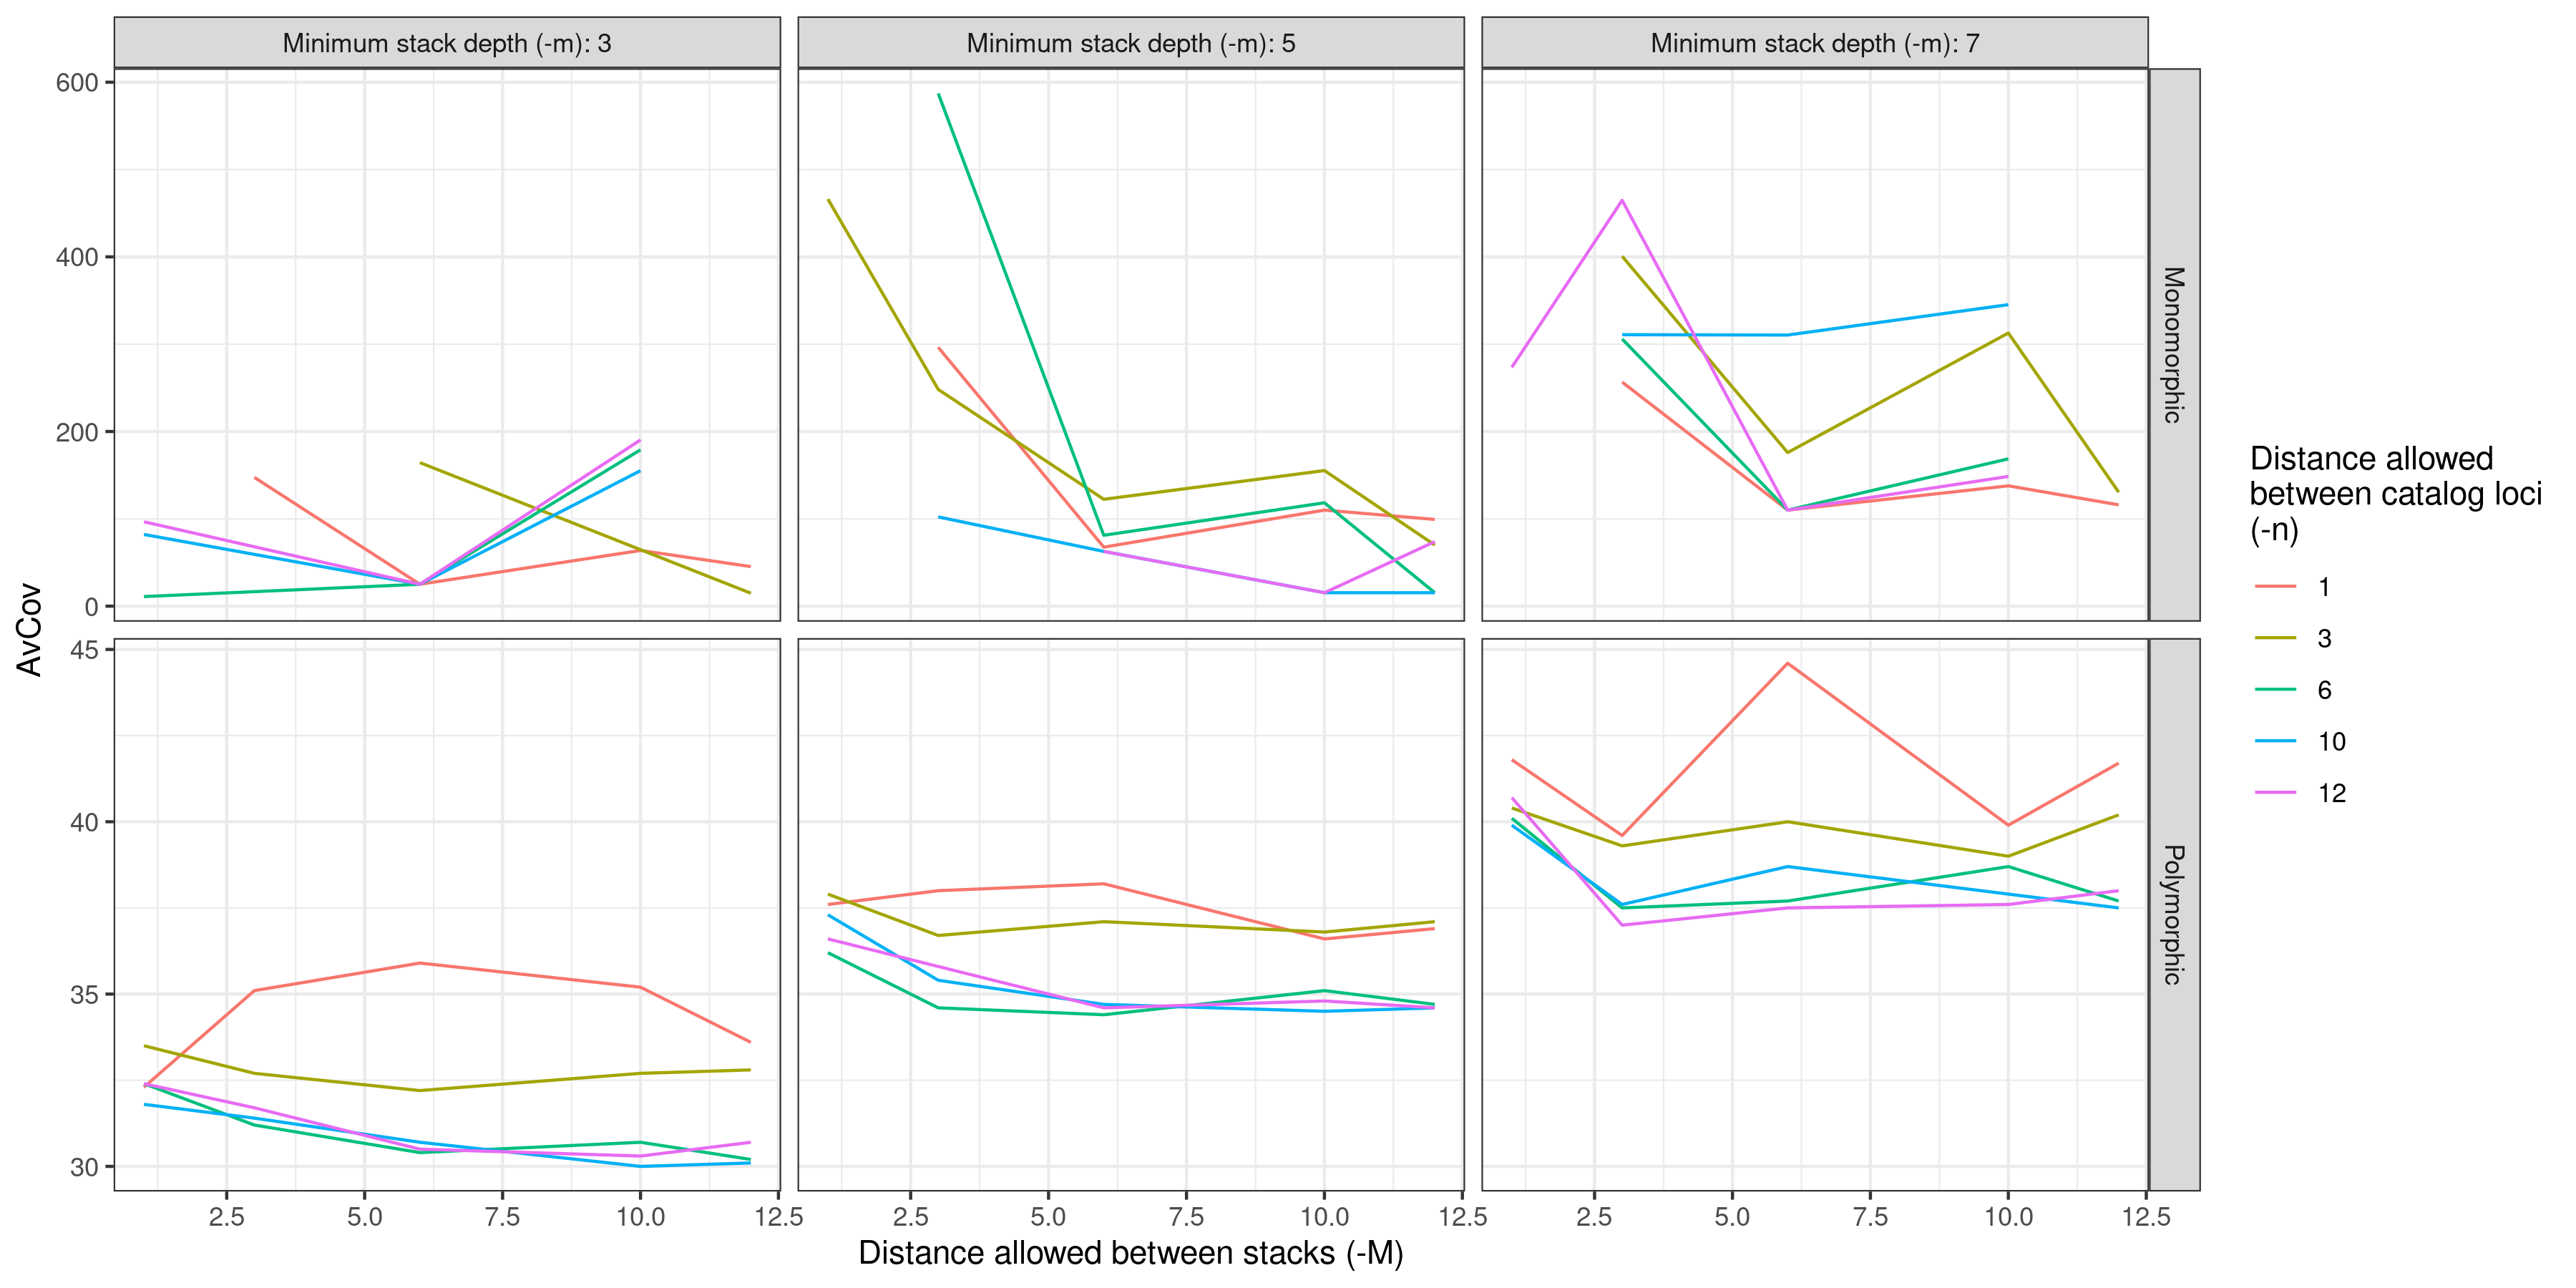 Minimum stack depth (-m): 3
Minimum stack depth (-m): 5
Minimum stack depth (-m): 7
600
400
200
0
Monomorphic
45
40
35
30
Polymorphic
AvCov
2.5
5.0
7.5
10.0
12.5
2.5
5.0
7.5
10.0
12.5
2.5
5.0
7.5
10.0
12.5
Distance allowed between stacks (-M)
Distance allowed
between catalog loci
(-n)
1
3
6
10
12